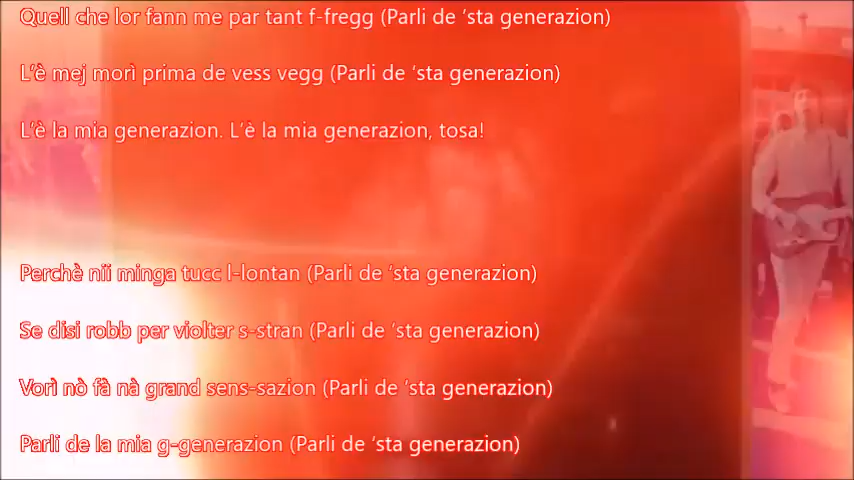 Quell che lor fann me par tant f-fregg (Parli de ‘sta generazion)
L’è mej morì prima de vess vegg (Parli de ‘sta generazion)
L’è la mia generazion. L’è la mia generazion, tosa!
Perchè nii minga tucc l-lontan (Parli de ‘sta generazion)
Se disi robb per violter s-stran (Parli de ‘sta generazion)
Vorì nò fà nà grand sens-sazion (Parli de ‘sta generazion)
Parli de la mia g-generazion (Parli de ‘sta generazion)